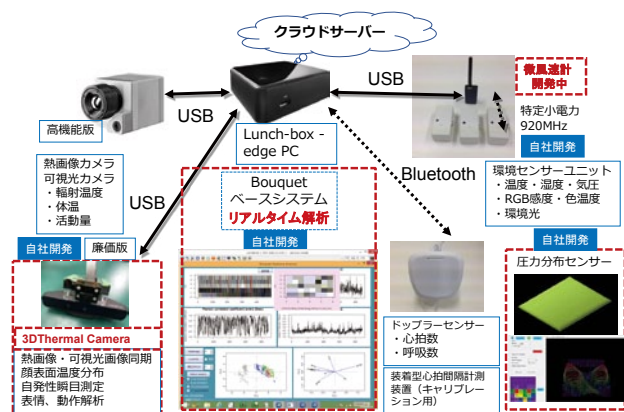 クラウドサーバー
USB
USB
微風速計
開発中
特定小電力
920MHz
自社開発
高機能版
Lunch-box -
edge PC
熱画像カメラ
可視光カメラ
・輻射温度
・体温
・活動量
USB
Bluetooth
環境センサーユニット
・温度・湿度・気圧
・RGB感度・色温度
・環境光
Bouquet
ベースシステム
リアルタイム解析
自社開発
自社開発
廉価版
自社開発
圧力分布センサー
3DThermal Camera
熱画像・可視光画像同期
顔表面温度分布
自発性瞬目測定
表情、動作解析
ドップラーセンサー
・心拍数
・呼吸数
装着型心拍間隔計測
装置（キャリブレー
ション用）